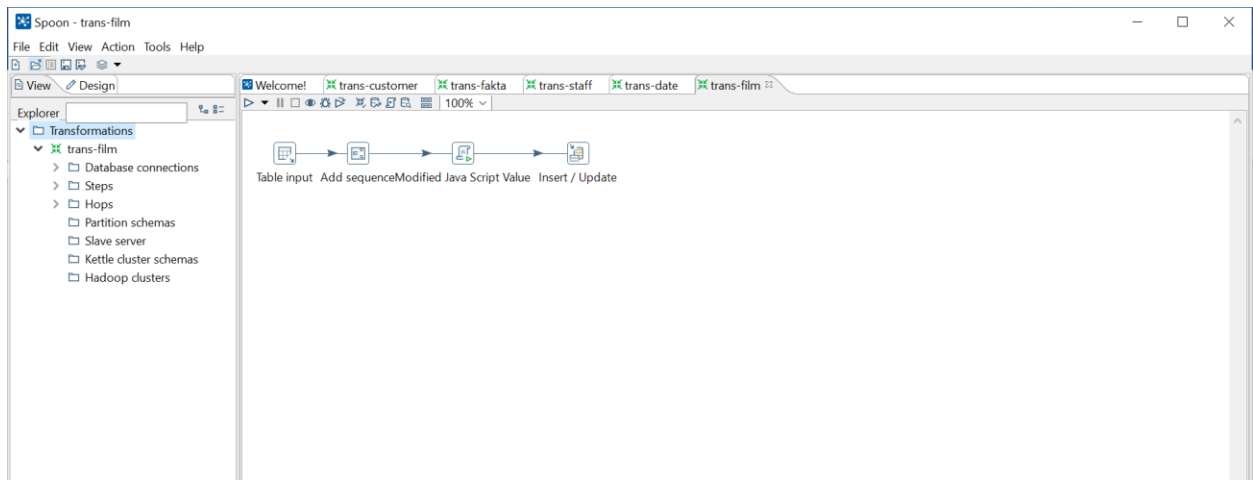 Spoon - trans-film
File Edit View Action Tools Help
View Design
Welcome! trans-customer trans-fakta trans-staff trans-date trans-film
Explorer
100%
Transformations
trans-film
Database connections
Steps
Hops
Partition schemas
Slave server
Kettle cluster schemas
Hadoop clusters
Table input Add sequence Modified Java Script Value Insert / Update